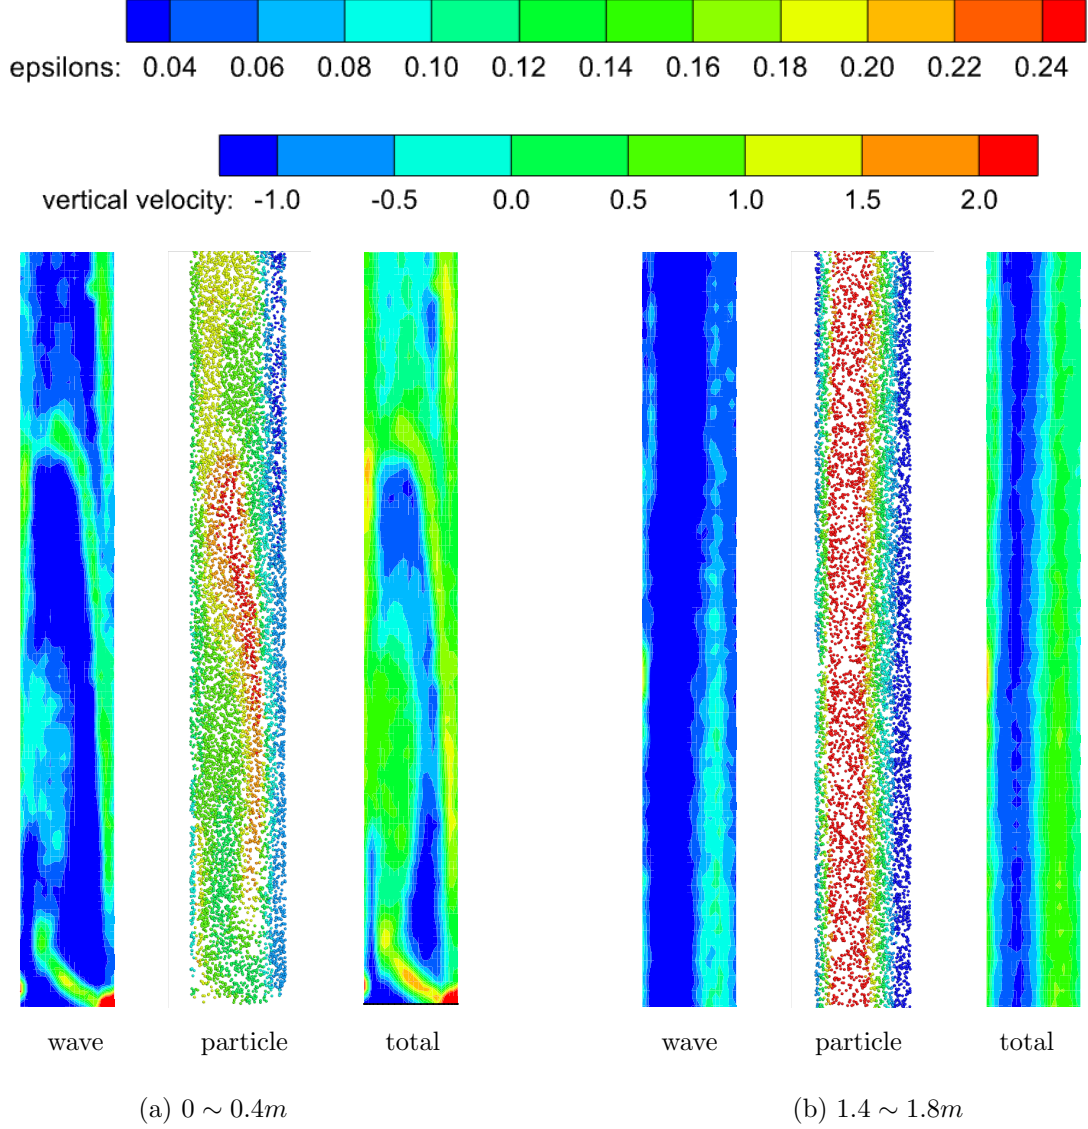 epsilons: 0.04 0.06 0.08 0.10 0.12 0.14 0.16 0.18 0.20 0.22 0.24
vertical velocity: -1.0 -0.5 0.0 0.5 1.0 1.5 2.0
wave particle total wave particle total
(a) 0 ∼ 0.4m (b) 1.4 ∼ 1.8m